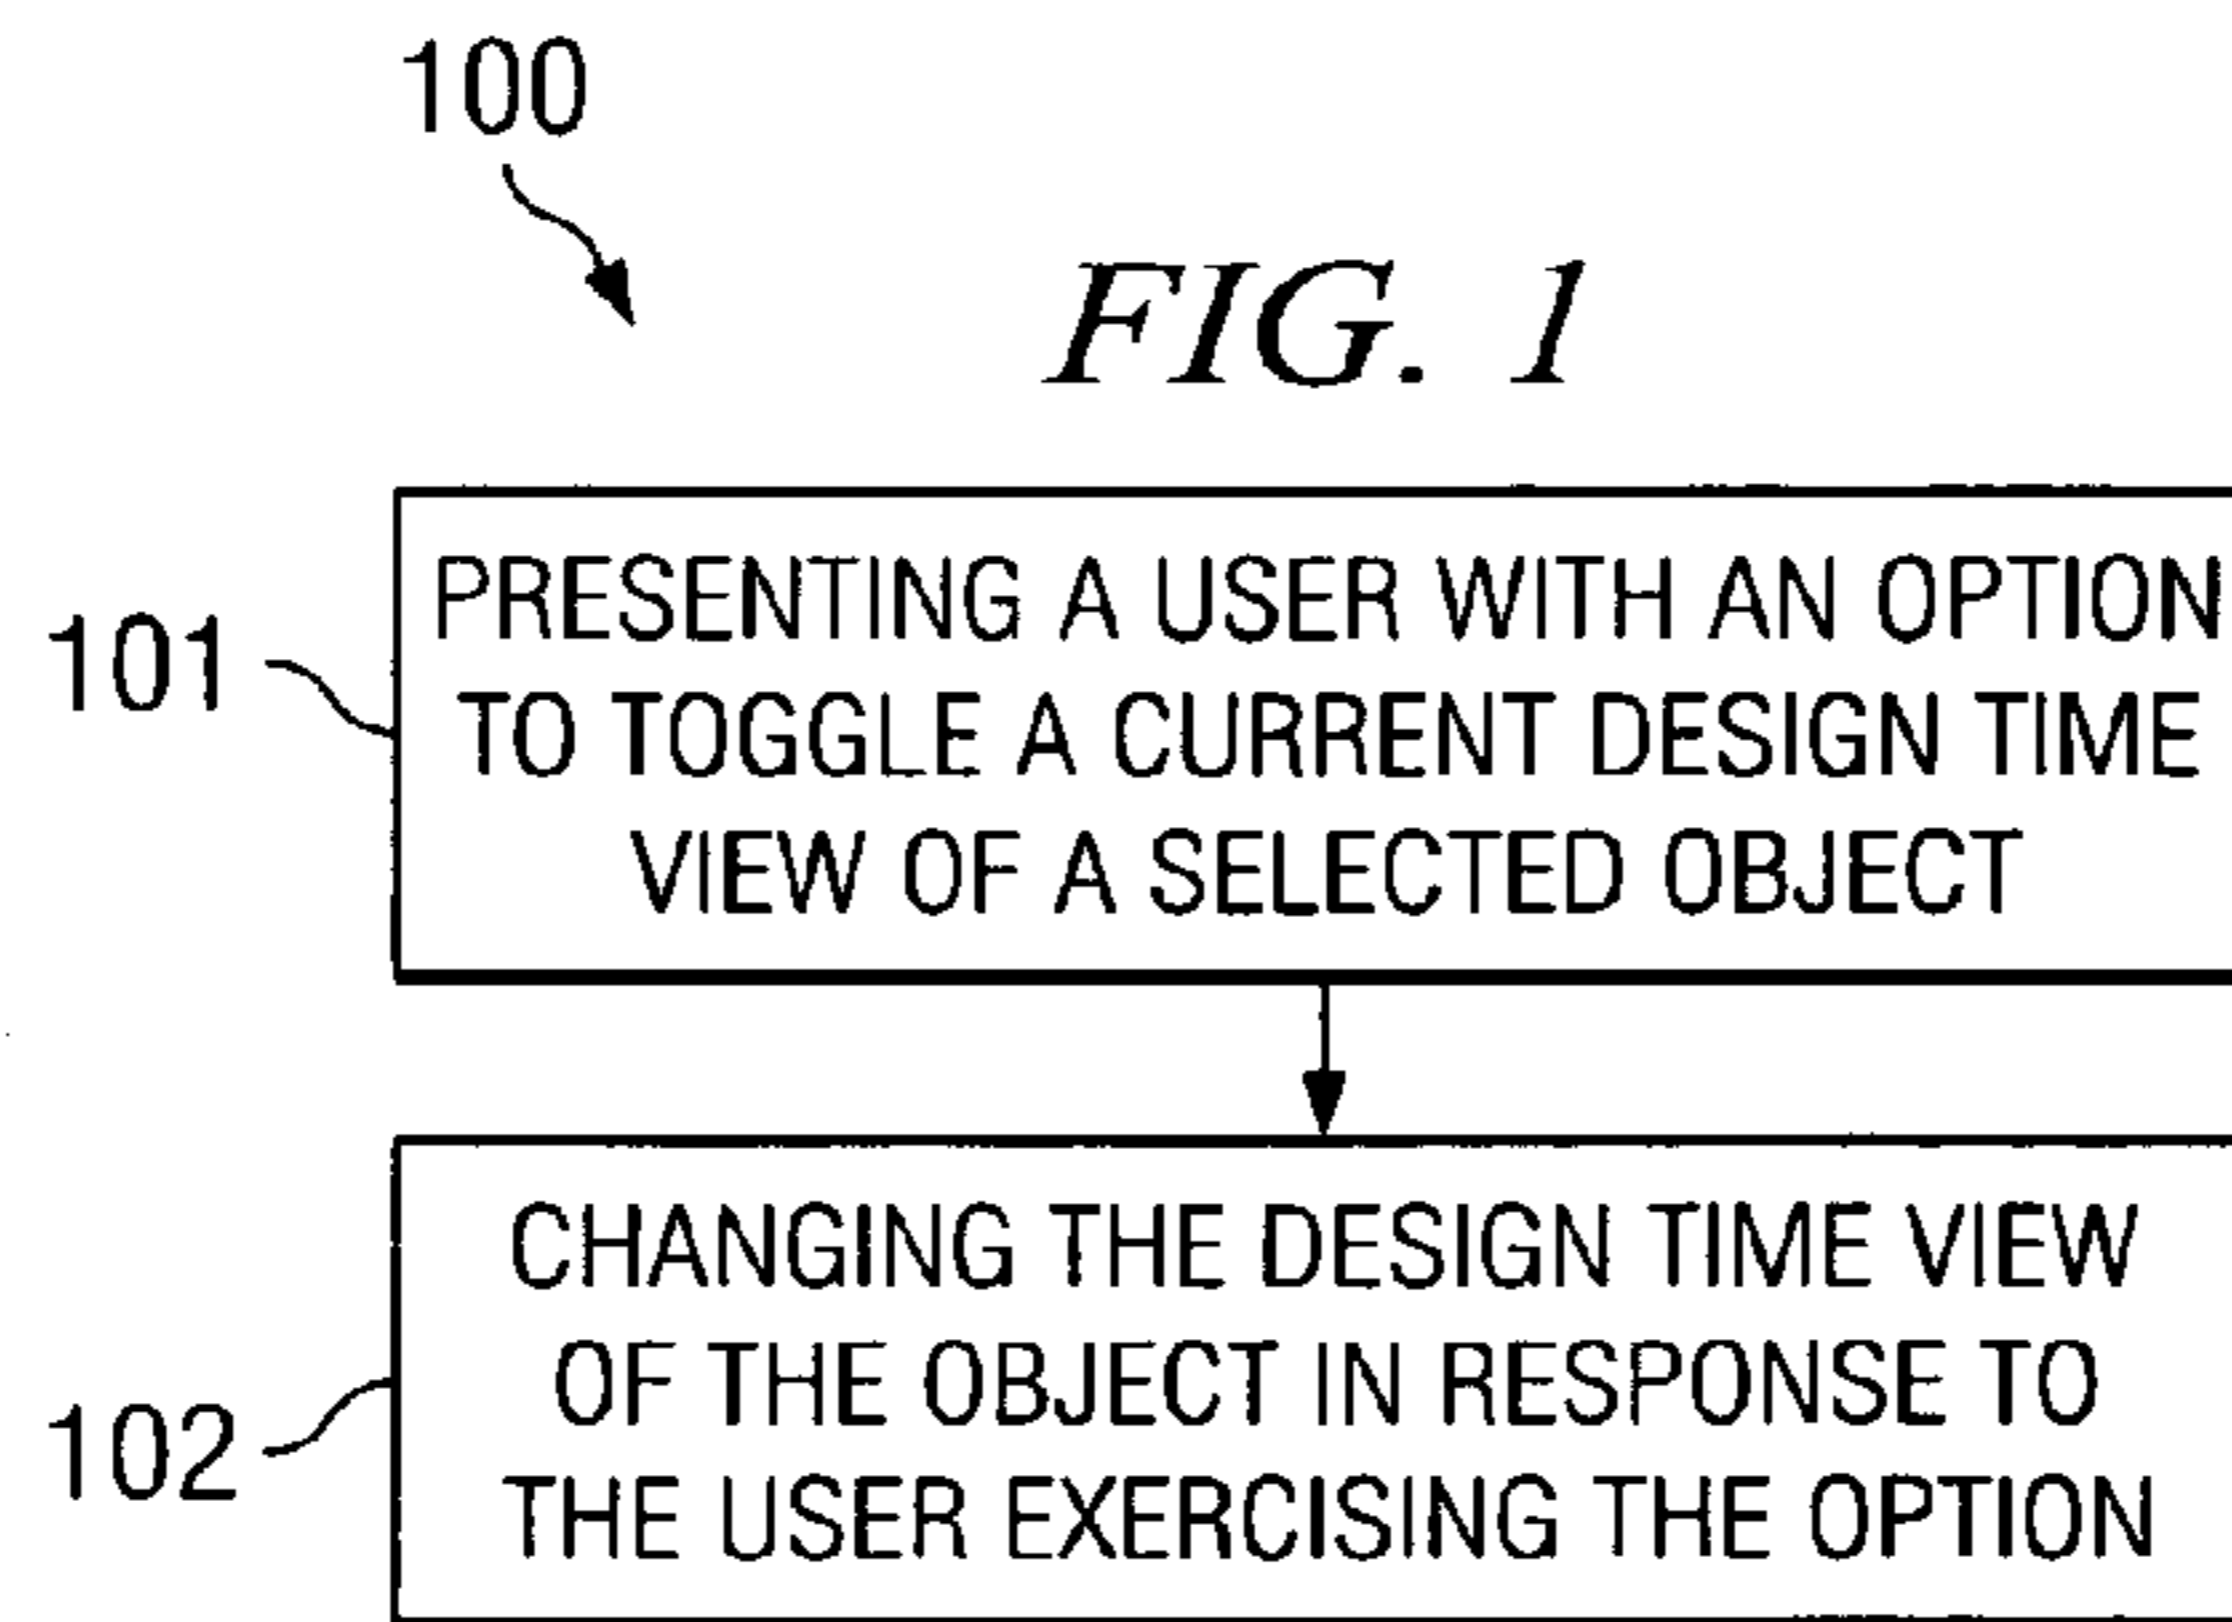 100
FIG. 1
101
PRESENTING A USER WITH AN OPTION
TO TOGGLE A CURRENT DESIGN TIME
VIEW OF A SELECTED OBJECT
102
CHANGING THE DESIGN TIME VIEW
OF THE OBJECT IN RESPONSE TO
THE USER EXERCISING THE OPTION